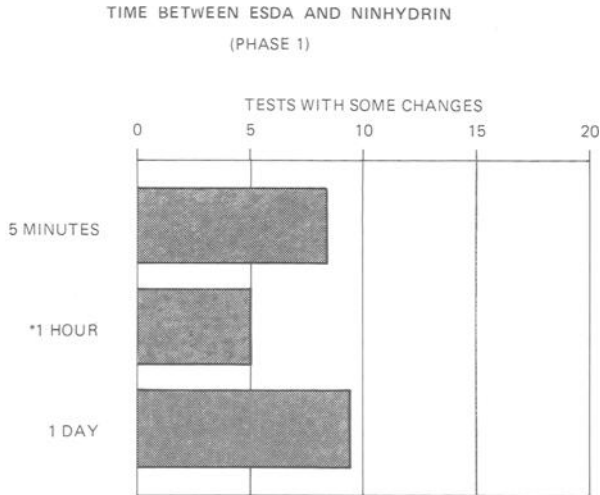 TIME BETWEEN ESDA AND NINHYDRIN
(PHASE 1)
TESTS WITH SOME CHANGES
0 5 10 15 20
5 MINUTES
*1 HOUR
1 DAY